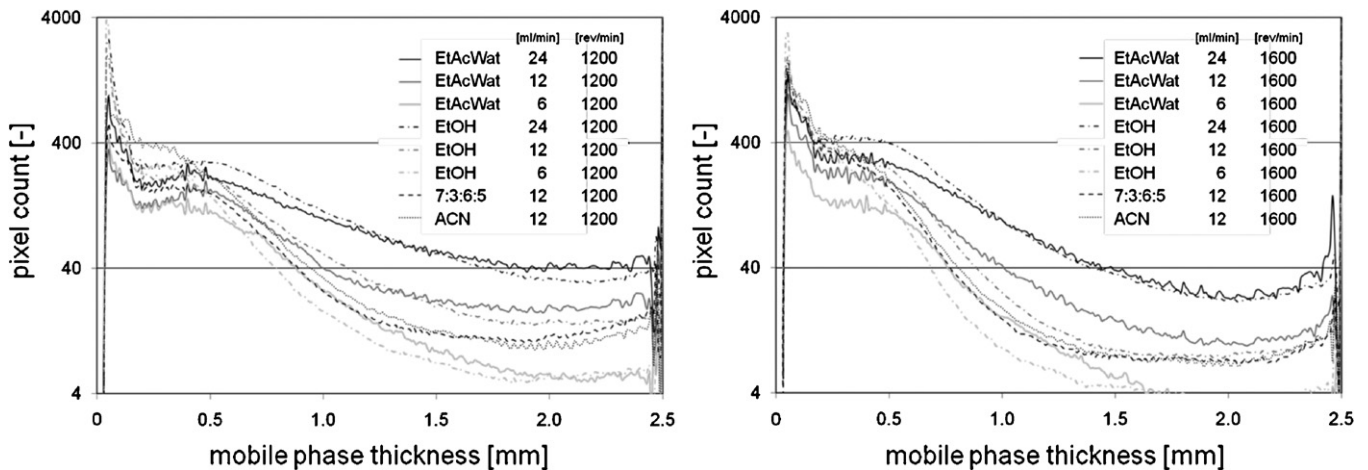 4000
400
40
4
pixel count [-]
[ml/min] [rev/min]
EtAcWat 24 1200
EtAcWat 12 1200
EtAcWat 6 1200
EtOH 24 1200
EtOH 12 1200
EtOH 6 1200
7:3:6:5 12 1200
ACN 12 1200
0 0.5 1.0 1.5 2.0 2.5
mobile phase thickness [mm]
4000
400
40
4
pixel count [-]
[ml/min] [rev/min]
EtAcWat 24 1600
EtAcWat 12 1600
EtAcWat 6 1600
EtOH 24 1600
EtOH 12 1600
EtOH 6 1600
7:3:6:5 12 1600
ACN 12 1600
0 0.5 1.0 1.5 2.0 2.5
mobile phase thickness [mm]